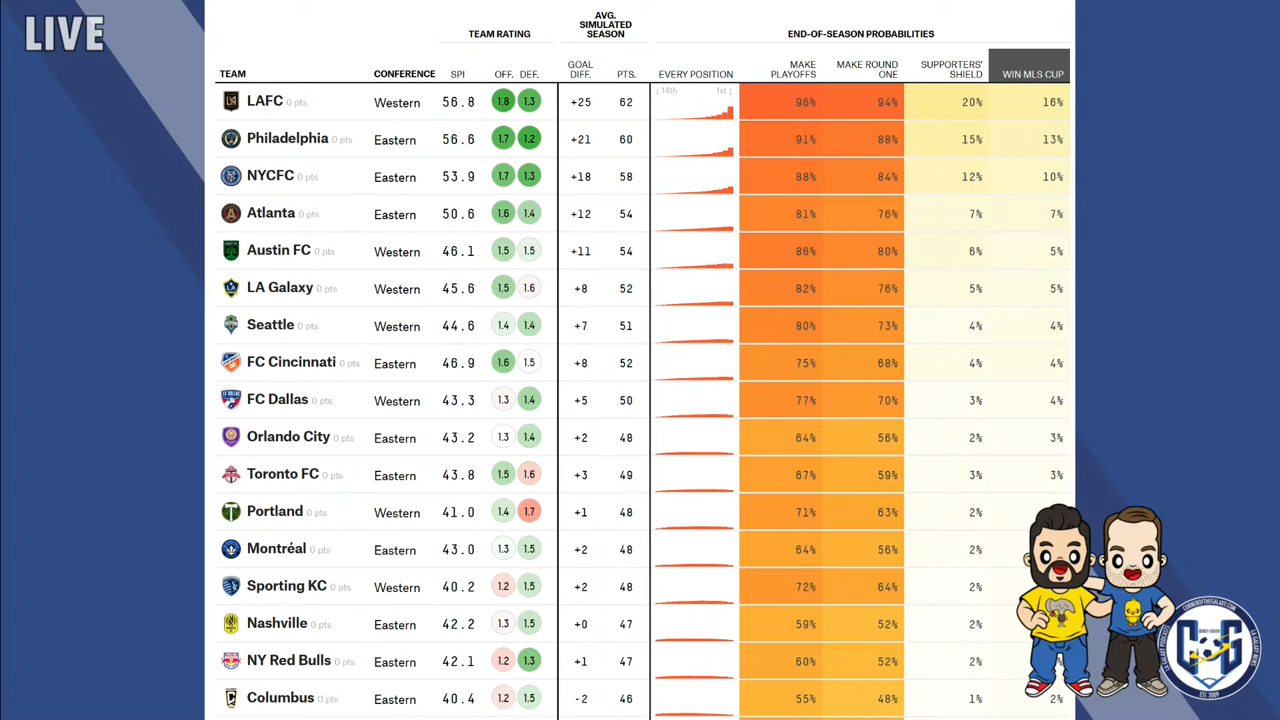 LIVE
AVG.
SIMULATED
TEAM RATING SEASON END-OF-SEASON PROBABILITIES
GOAL MAKE MAKE ROUND SUPPORTERS'
TEAM CONFERENCE SPI OFF. DEF. DIFF. PTS. EVERY POSITION PLAYOFFS ONE SHIELD WIN MLS CUP
↓14th 1st↓
LAFC 0 pts Western 56.8 1.8 1.3 +25 62 96% 94% 20% 16%
Philadelphia 0 pts Eastern 56.6 1.7 1.2 +21 60 91% 88% 15% 13%
NYCFC 0 pts Eastern 53.9 1.7 1.3 +18 58 88% 84% 12% 10%
Atlanta 0 pts Eastern 50.6 1.6 1.4 +12 54 81% 76% 7% 7%
Austin FC 0 pts Western 46.1 1.5 1.5 +11 54 86% 80% 6% 5%
LA Galaxy 0 pts Western 45.6 1.5 1.6 +8 52 82% 76% 5% 5%
Seattle 0 pts Western 44.6 1.4 1.4 +7 51 80% 73% 4% 4%
FC Cincinnati 0 pts Eastern 46.9 1.6 1.5 +8 52 75% 68% 4% 4%
FC Dallas 0 pts Western 43.3 1.3 1.4 +5 50 77% 70% 3% 4%
Orlando City 0 pts Eastern 43.2 1.3 1.4 +2 48 64% 56% 2% 3%
Toronto FC 0 pts Eastern 43.8 1.5 1.6 +3 49 67% 59% 3% 3%
Portland 0 pts Western 41.0 1.4 1.7 +1 48 71% 63% 2%
Montréal 0 pts Eastern 43.0 1.3 1.5 +2 48 64% 56% 2%
Sporting KC 0 pts Western 40.2 1.2 1.5 +2 48 72% 64% 2%
Nashville 0 pts Eastern 42.2 1.3 1.5 +0 47 59% 52% 2%
NY Red Bulls 0 pts Eastern 42.1 1.2 1.3 +1 47 60% 52% 2% %
Columbus 0 pts Eastern 40.4 1.2 1.5 -2 46 55% 48% 1% 2%
CORNEROFTHEGALAXY.COM
LA GALAXY PODCASTS
LA GALAXY NEWS
EST. 2009